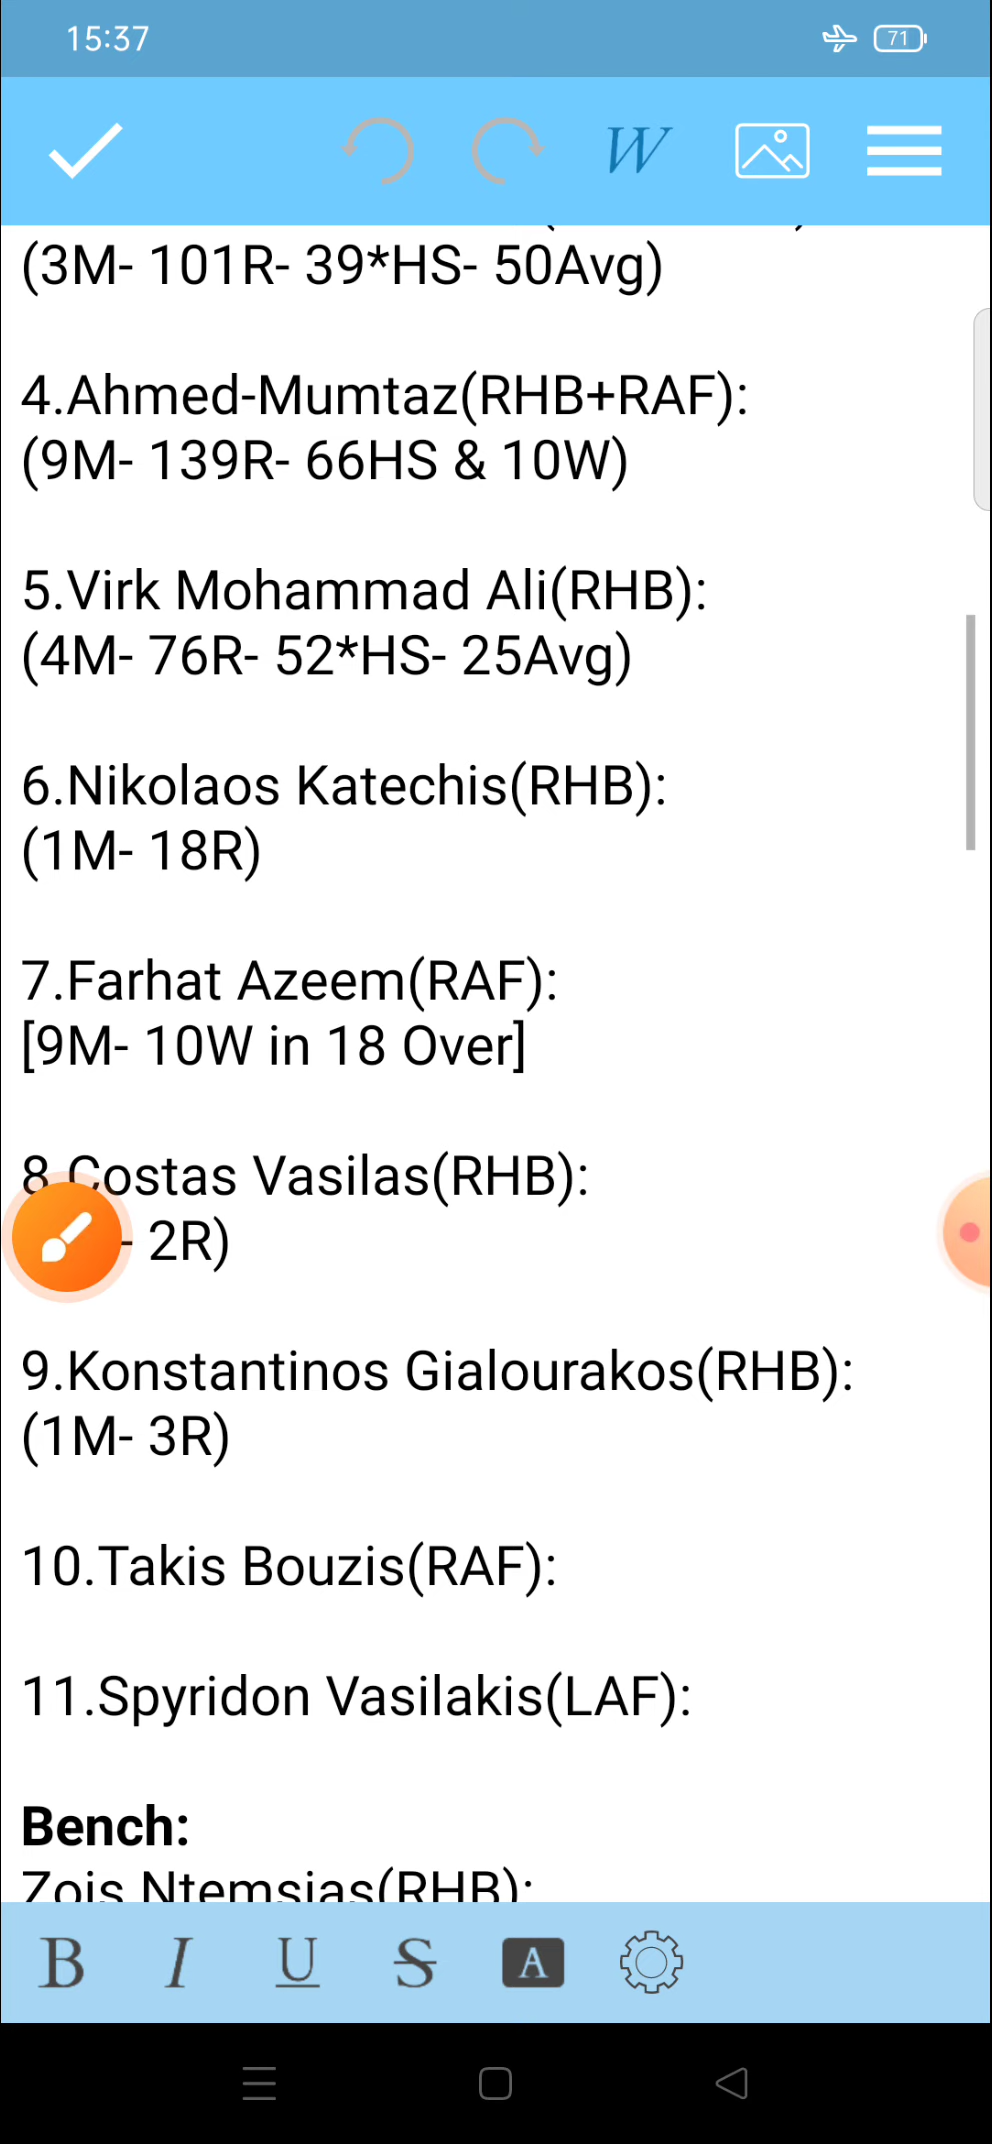 15:37
71
W
(3M- 101R- 39*HS- 50Avg)
4.Ahmed-Mumtaz(RHB+RAF):
(9M- 139R- 66HS & 10W)
5.Virk Mohammad Ali(RHB):
(4M- 76R- 52*HS- 25Avg)
6.Nikolaos Katechis(RHB):
(1M- 18R)
7.Farhat Azeem(RAF):
[9M- 10W in 18 Over]
8.Costas Vasilas(RHB):
- 2R)
9.Konstantinos Gialourakos(RHB):
(1M- 3R)
10.Takis Bouzis(RAF):
11.Spyridon Vasilakis(LAF):
Bench:
Zois Ntemsias(RHB):
B I U S A